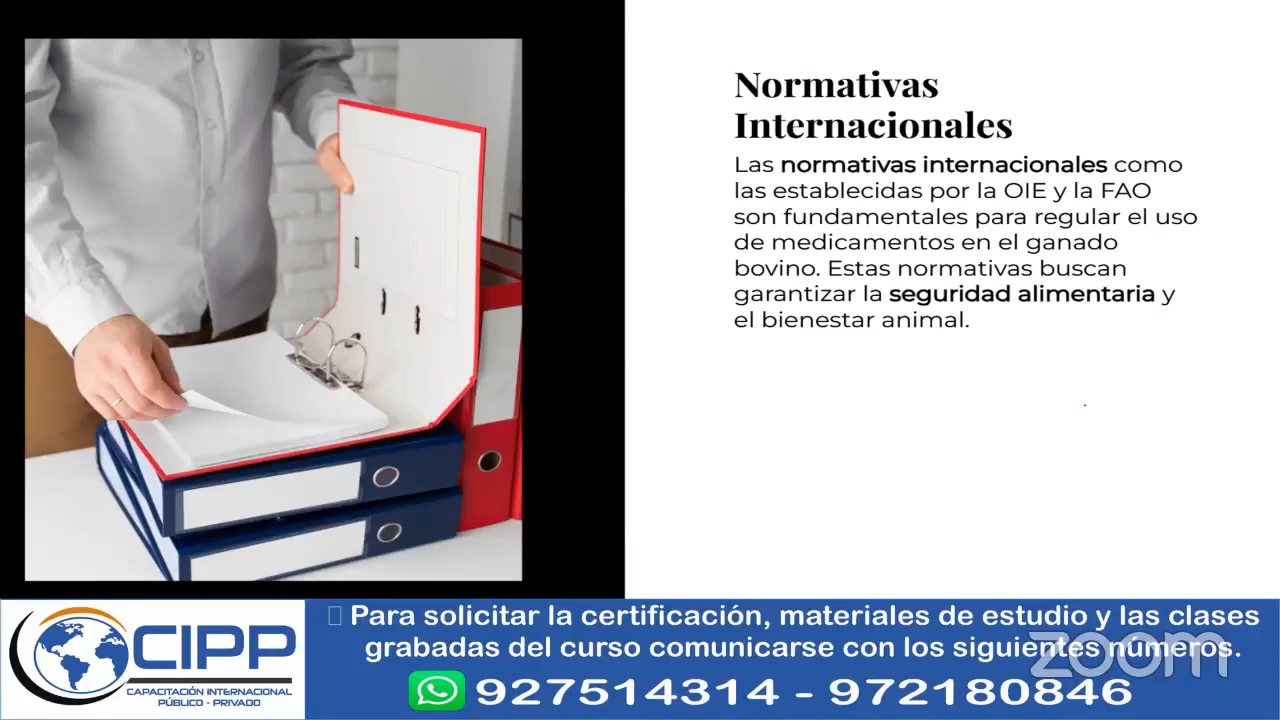 Normativas
Internacionales
Las normativas internacionales como
las establecidas por la OIE y la FAO
son fundamentales para regular el uso
de medicamentos en el ganado
bovino. Estas normativas buscan
garantizar la seguridad alimentaria y
el bienestar animal.
CIPP
CAPACITACIÓN INTERNACIONAL
PÚBLICO - PRIVADO
Para solicitar la certificación, materiales de estudio y las clases
grabadas del curso comunicarse con los siguientes números.
927514314 - 972180846
zoom